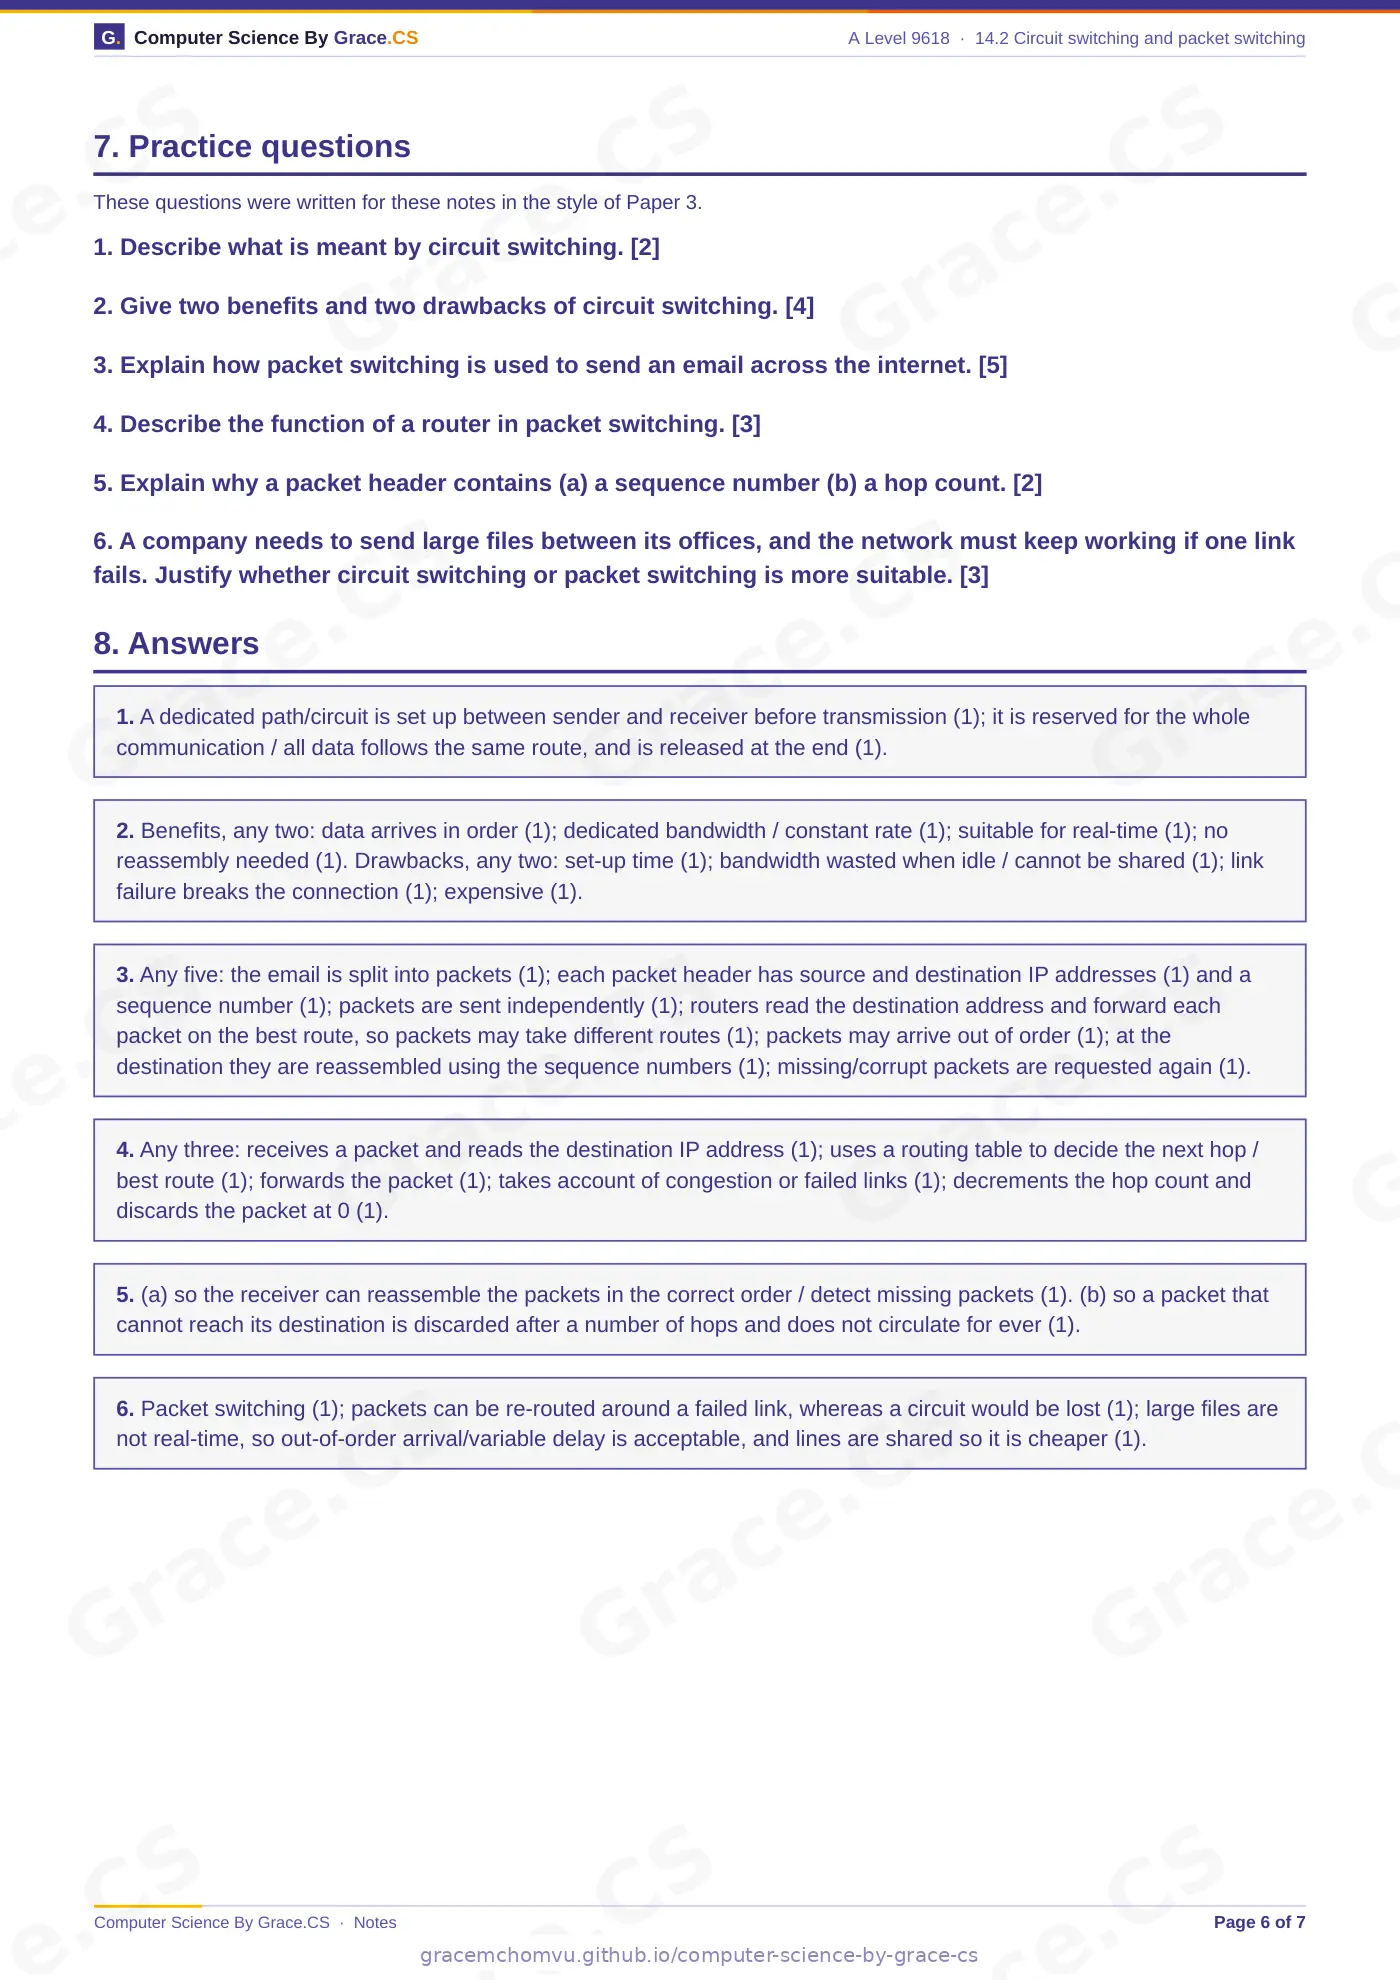 G. Computer Science By Grace.CS
A Level 9618 · 14.2 Circuit switching and packet switching
7. Practice questions
These questions were written for these notes in the style of Paper 3.
1. Describe what is meant by circuit switching. [2]
2. Give two benefits and two drawbacks of circuit switching. [4]
3. Explain how packet switching is used to send an email across the internet. [5]
4. Describe the function of a router in packet switching. [3]
5. Explain why a packet header contains (a) a sequence number (b) a hop count. [2]
6. A company needs to send large files between its offices, and the network must keep working if one link
fails. Justify whether circuit switching or packet switching is more suitable. [3]
8. Answers
1. A dedicated path/circuit is set up between sender and receiver before transmission (1); it is reserved for the whole
communication / all data follows the same route, and is released at the end (1).
2. Benefits, any two: data arrives in order (1); dedicated bandwidth / constant rate (1); suitable for real-time (1); no
reassembly needed (1). Drawbacks, any two: set-up time (1); bandwidth wasted when idle / cannot be shared (1); link
failure breaks the connection (1); expensive (1).
3. Any five: the email is split into packets (1); each packet header has source and destination IP addresses (1) and a
sequence number (1); packets are sent independently (1); routers read the destination address and forward each
packet on the best route, so packets may take different routes (1); packets may arrive out of order (1); at the
destination they are reassembled using the sequence numbers (1); missing/corrupt packets are requested again (1).
4. Any three: receives a packet and reads the destination IP address (1); uses a routing table to decide the next hop /
best route (1); forwards the packet (1); takes account of congestion or failed links (1); decrements the hop count and
discards the packet at 0 (1).
5. (a) so the receiver can reassemble the packets in the correct order / detect missing packets (1). (b) so a packet that
cannot reach its destination is discarded after a number of hops and does not circulate for ever (1).
6. Packet switching (1); packets can be re-routed around a failed link, whereas a circuit would be lost (1); large files are
not real-time, so out-of-order arrival/variable delay is acceptable, and lines are shared so it is cheaper (1).
Computer Science By Grace.CS · Notes
Page 6 of 7
gracemchomvu.github.io/computer-science-by-grace-cs